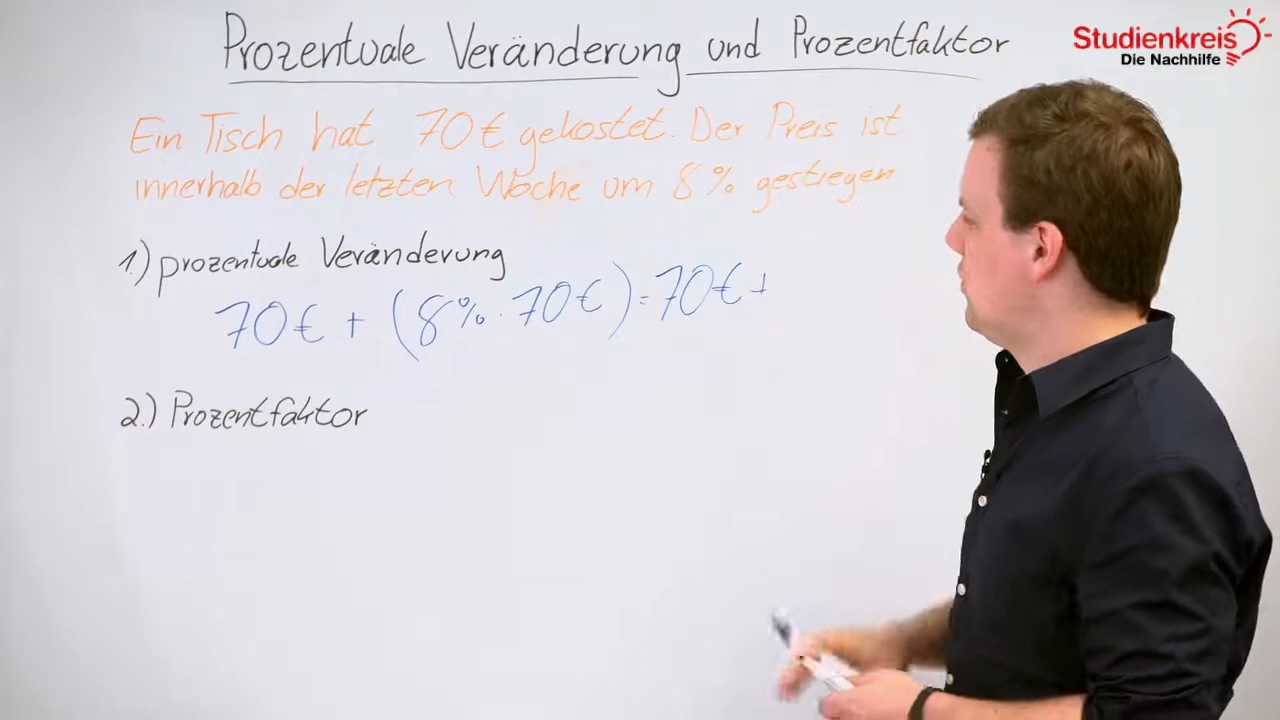 Prozentuale Veränderung und Prozentfaktor
Studienkreis
Die Nachhilfe
Ein Tisch hat 70€ gekostet. Der Preis ist
innerhalb der letzten Woche um 8% gestiegen
1.) prozentuale Veränderung
70€ + (8% · 70€) = 70€ +
2.) Prozentfaktor